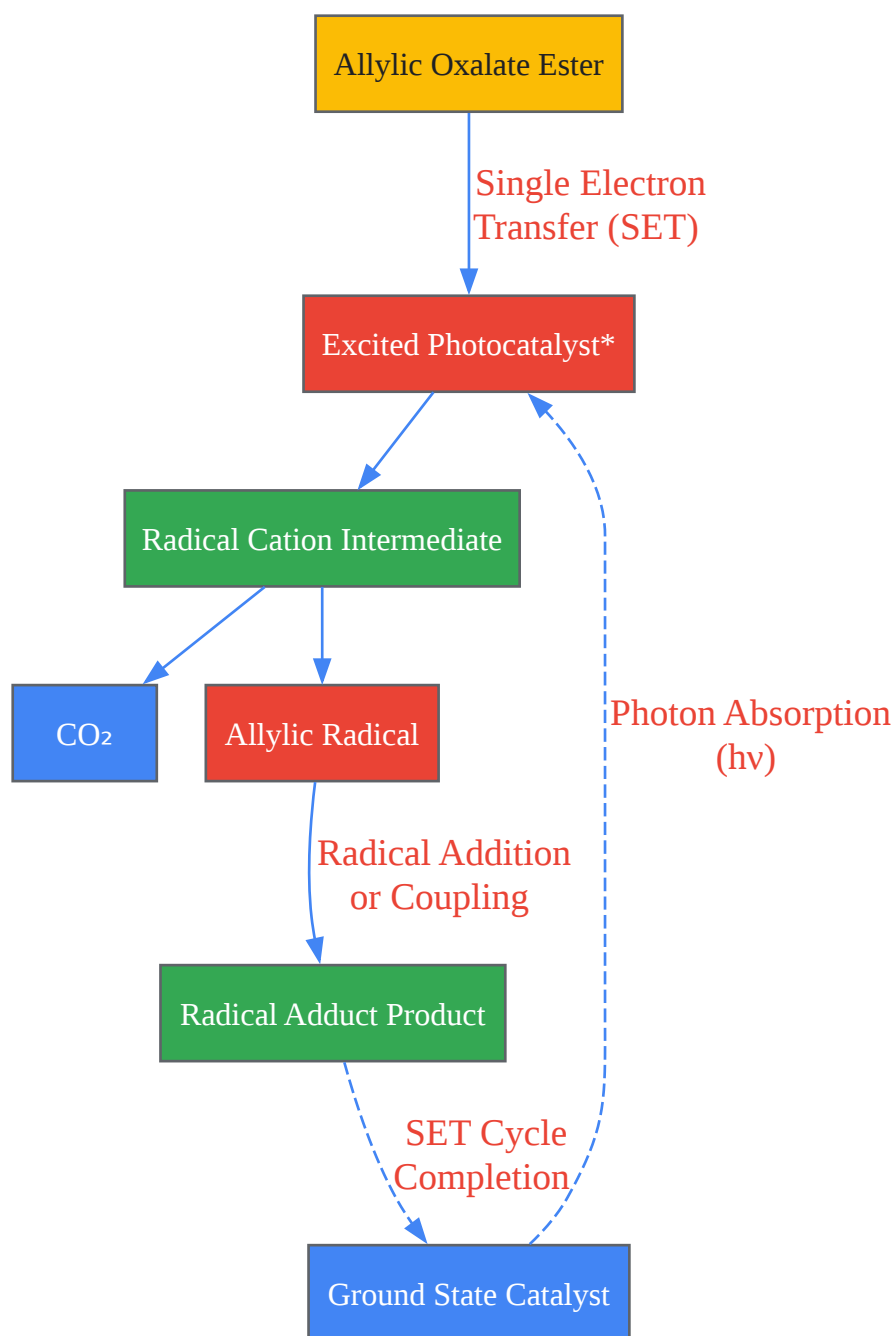 Allylic Oxalate Ester
Single Electron
Transfer (SET)
Excited Photocatalyst*
Radical Cation Intermediate
CO₂
Allylic Radical
Photon Absorption
(hν)
Radical Addition
or Coupling
Radical Adduct Product
SET Cycle
Completion
Ground State Catalyst